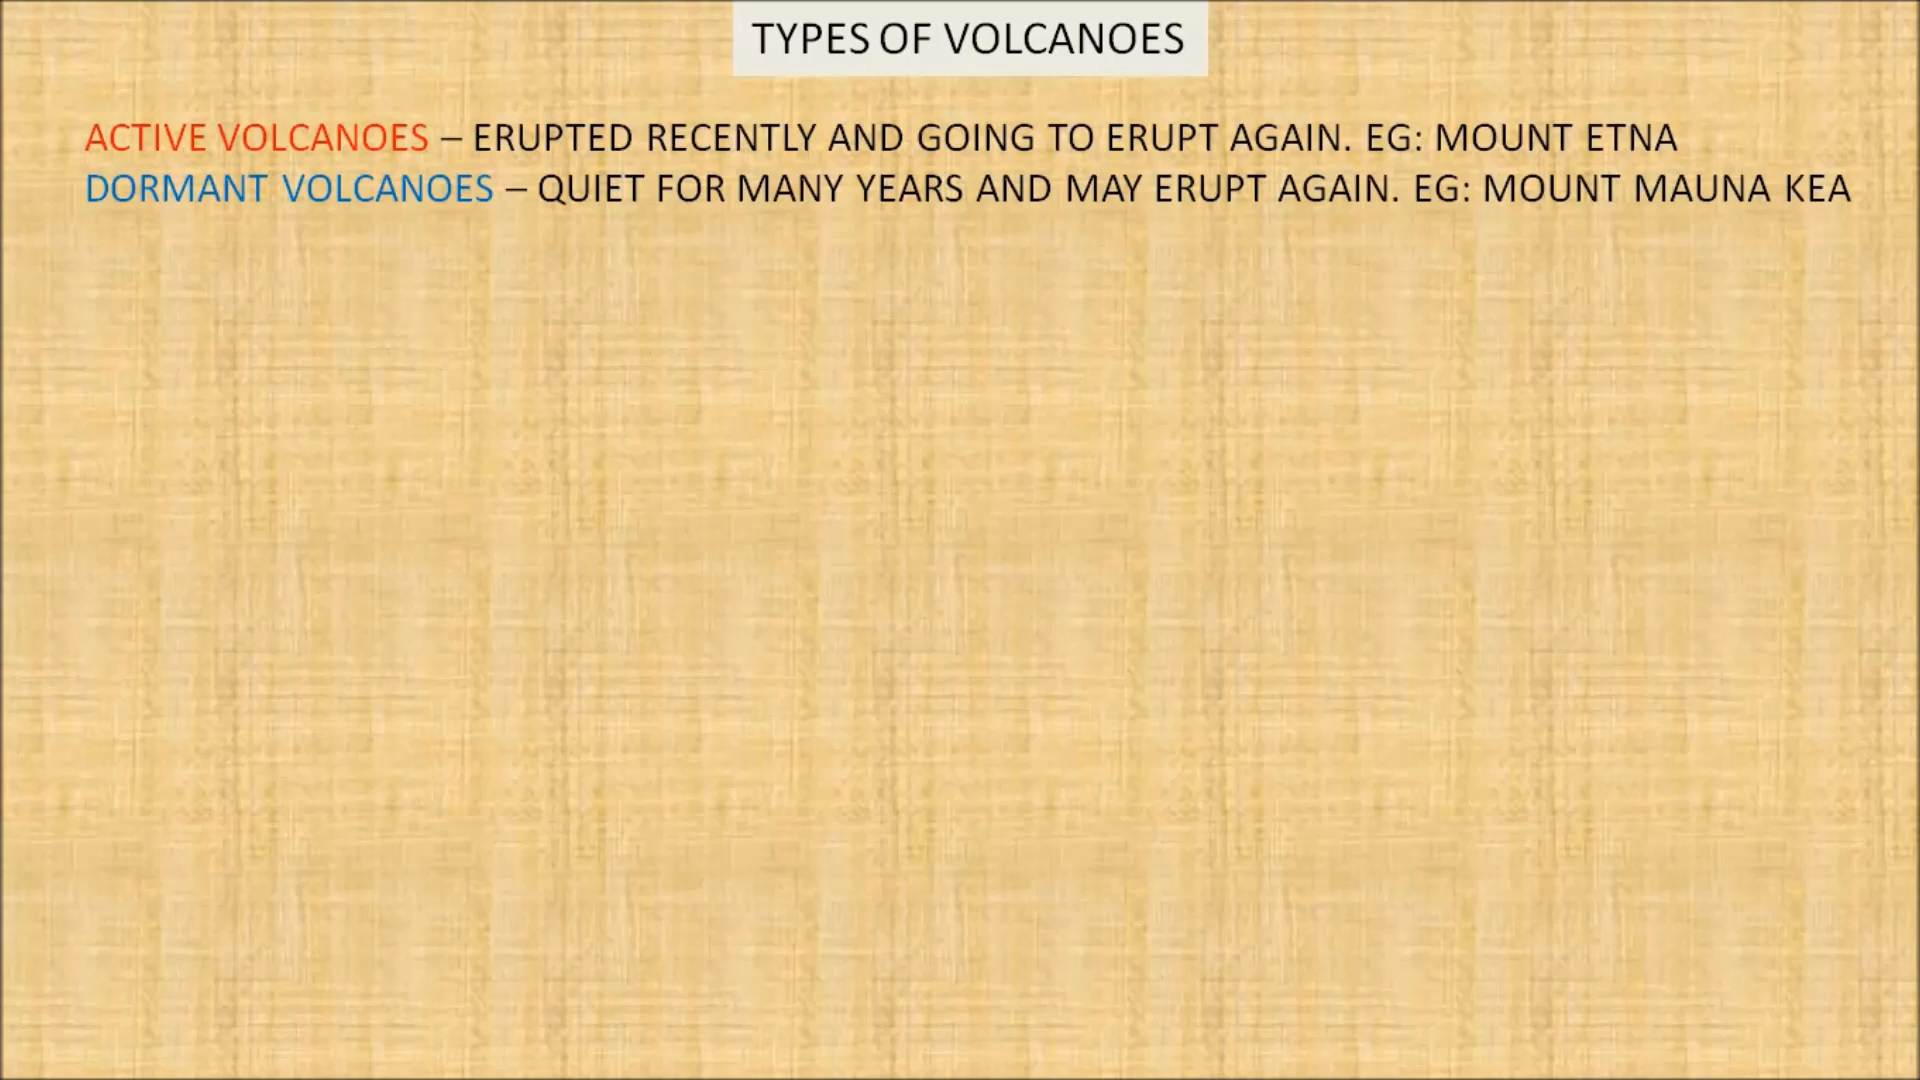 TYPES OF VOLCANOES
ACTIVE VOLCANOES – ERUPTED RECENTLY AND GOING TO ERUPT AGAIN. EG: MOUNT ETNA
DORMANT VOLCANOES – QUIET FOR MANY YEARS AND MAY ERUPT AGAIN. EG: MOUNT MAUNA KEA